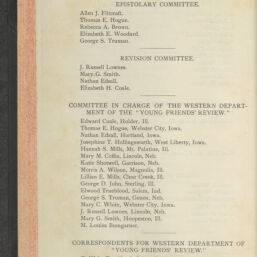 EPISTOLARY COMMITTEE.
Allen J. Flitcraft.
Thomas E. Hogue.
Rebecca A. Brown.
Elizabeth E. Woodard.
George S. Truman.
REVISION COMMITTEE.
J. Russell Lownes.
Mary G. Smith.
Nathan Edsall.
Elizabeth H. Coale.
COMMITTEE IN CHARGE OF THE WESTERN DEPART-
MENT OF THE "YOUNG FRIENDS' REVIEW."
Edward Coale, Holder, Ill.
Thomas E. Hogue, Webster City, Iowa.
Nathan Edsall, Hartland, Iowa.
Josephine T. Hollingsworth, West Liberty, Iowa.
Hannah S. Mills, Mt. Palatine, Ill.
Mary M. Coffin, Lincoln, Neb.
Kate Shotwell, Garrison, Neb.
Morris A. Wilson, Magnolia, Ill.
Lillian E. Mills, Clear Creek, Ill.
George D. John, Sterling, Ill.
Elwood Trueblood, Salem, Ind.
George S. Truman, Genoa, Neb.
Mary C. White, Webster City, Iowa.
J. Russell Lownes, Lincoln, Neb.
Mary G. Smith, Hoopeston, Ill.
M. Louisa Bumgarner.
CORRESPONDENTS FOR WESTERN DEPARTMENT OF
"YOUNG FRIENDS' REVIEW."